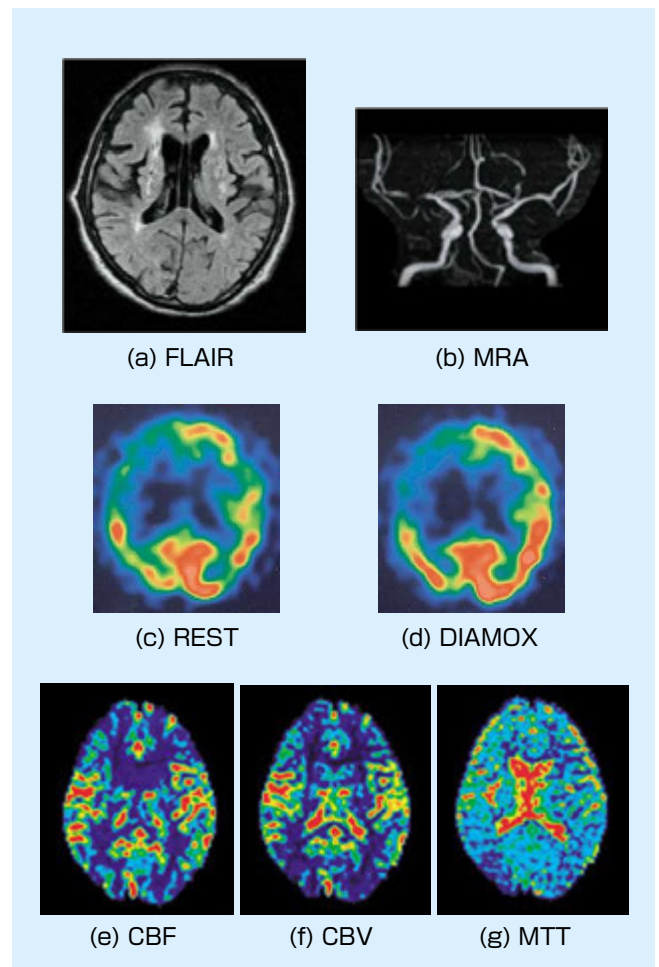 (a) FLAIR
(b) MRA
(c) REST
(d) DIAMOX
(e) CBF
(f) CBV
(g) MTT